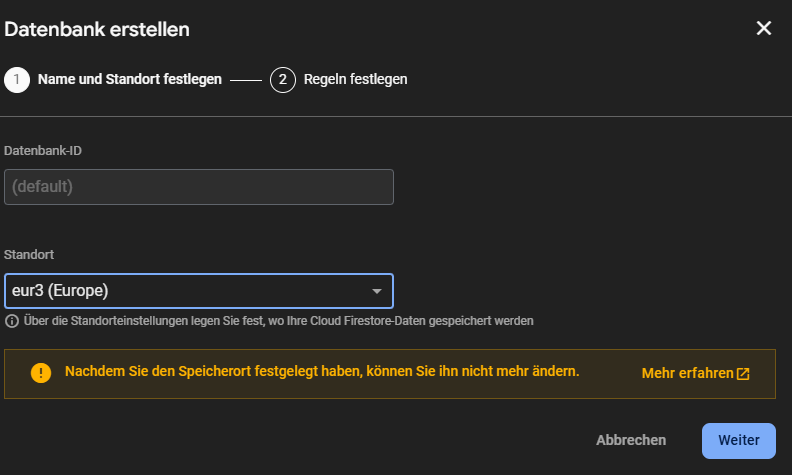 Datenbank erstellen
1 Name und Standort festlegen 2 Regeln festlegen
Datenbank-ID
(default)
Standort
eur3 (Europe)
Über die Standorteinstellungen legen Sie fest, wo Ihre Cloud Firestore-Daten gespeichert werden
Nachdem Sie den Speicherort festgelegt haben, können Sie ihn nicht mehr ändern. Mehr erfahren
Abbrechen Weiter